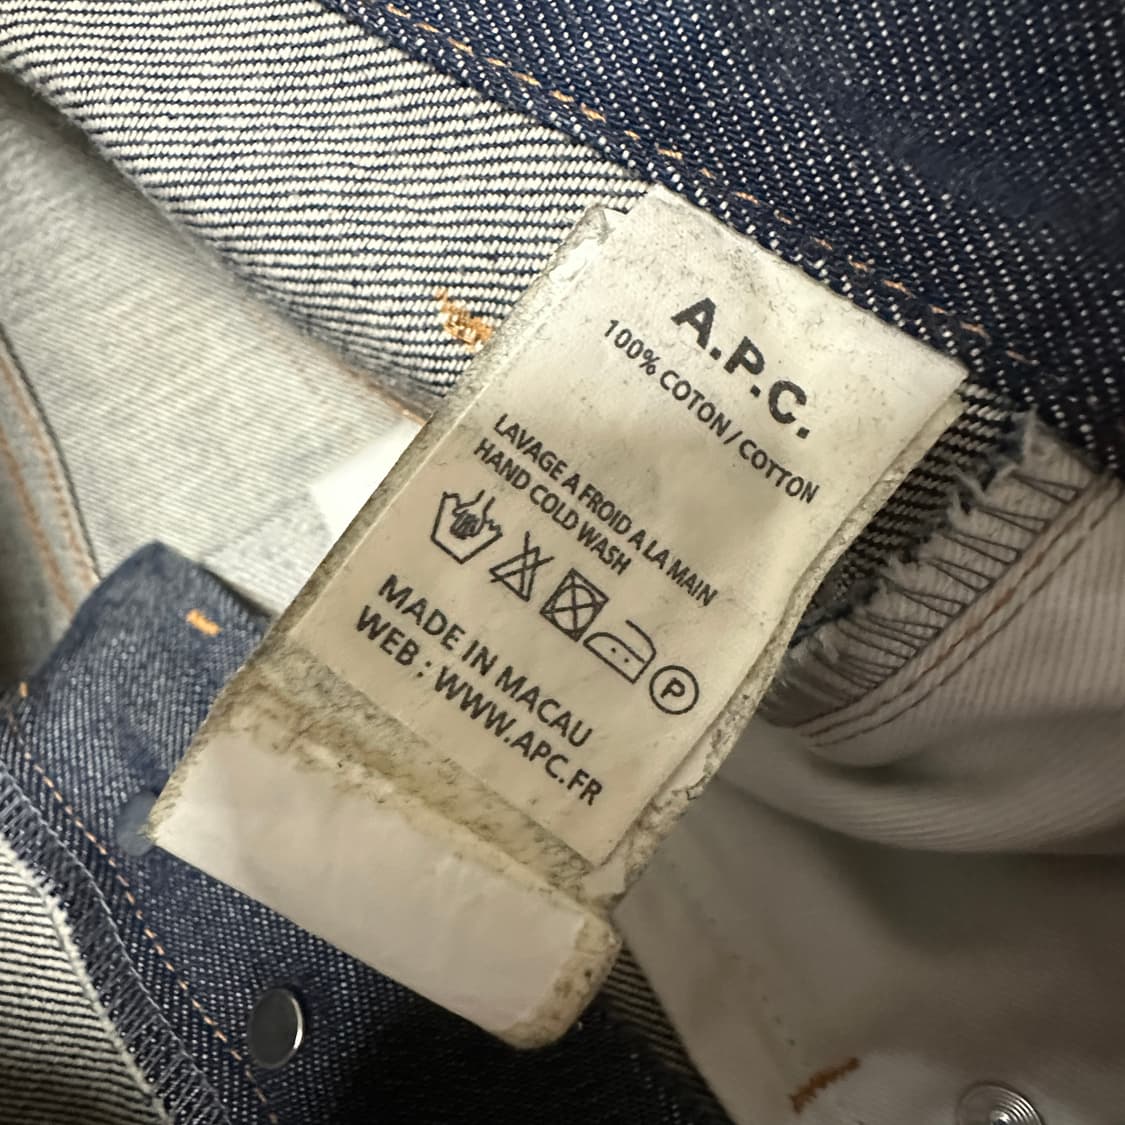 A.P.C.
100% COTON / COTTON
LAVAGE A FROID A LA MAIN
HAND COLD WASH
P
MADE IN MACAU
WEB : WWW.APC.FR